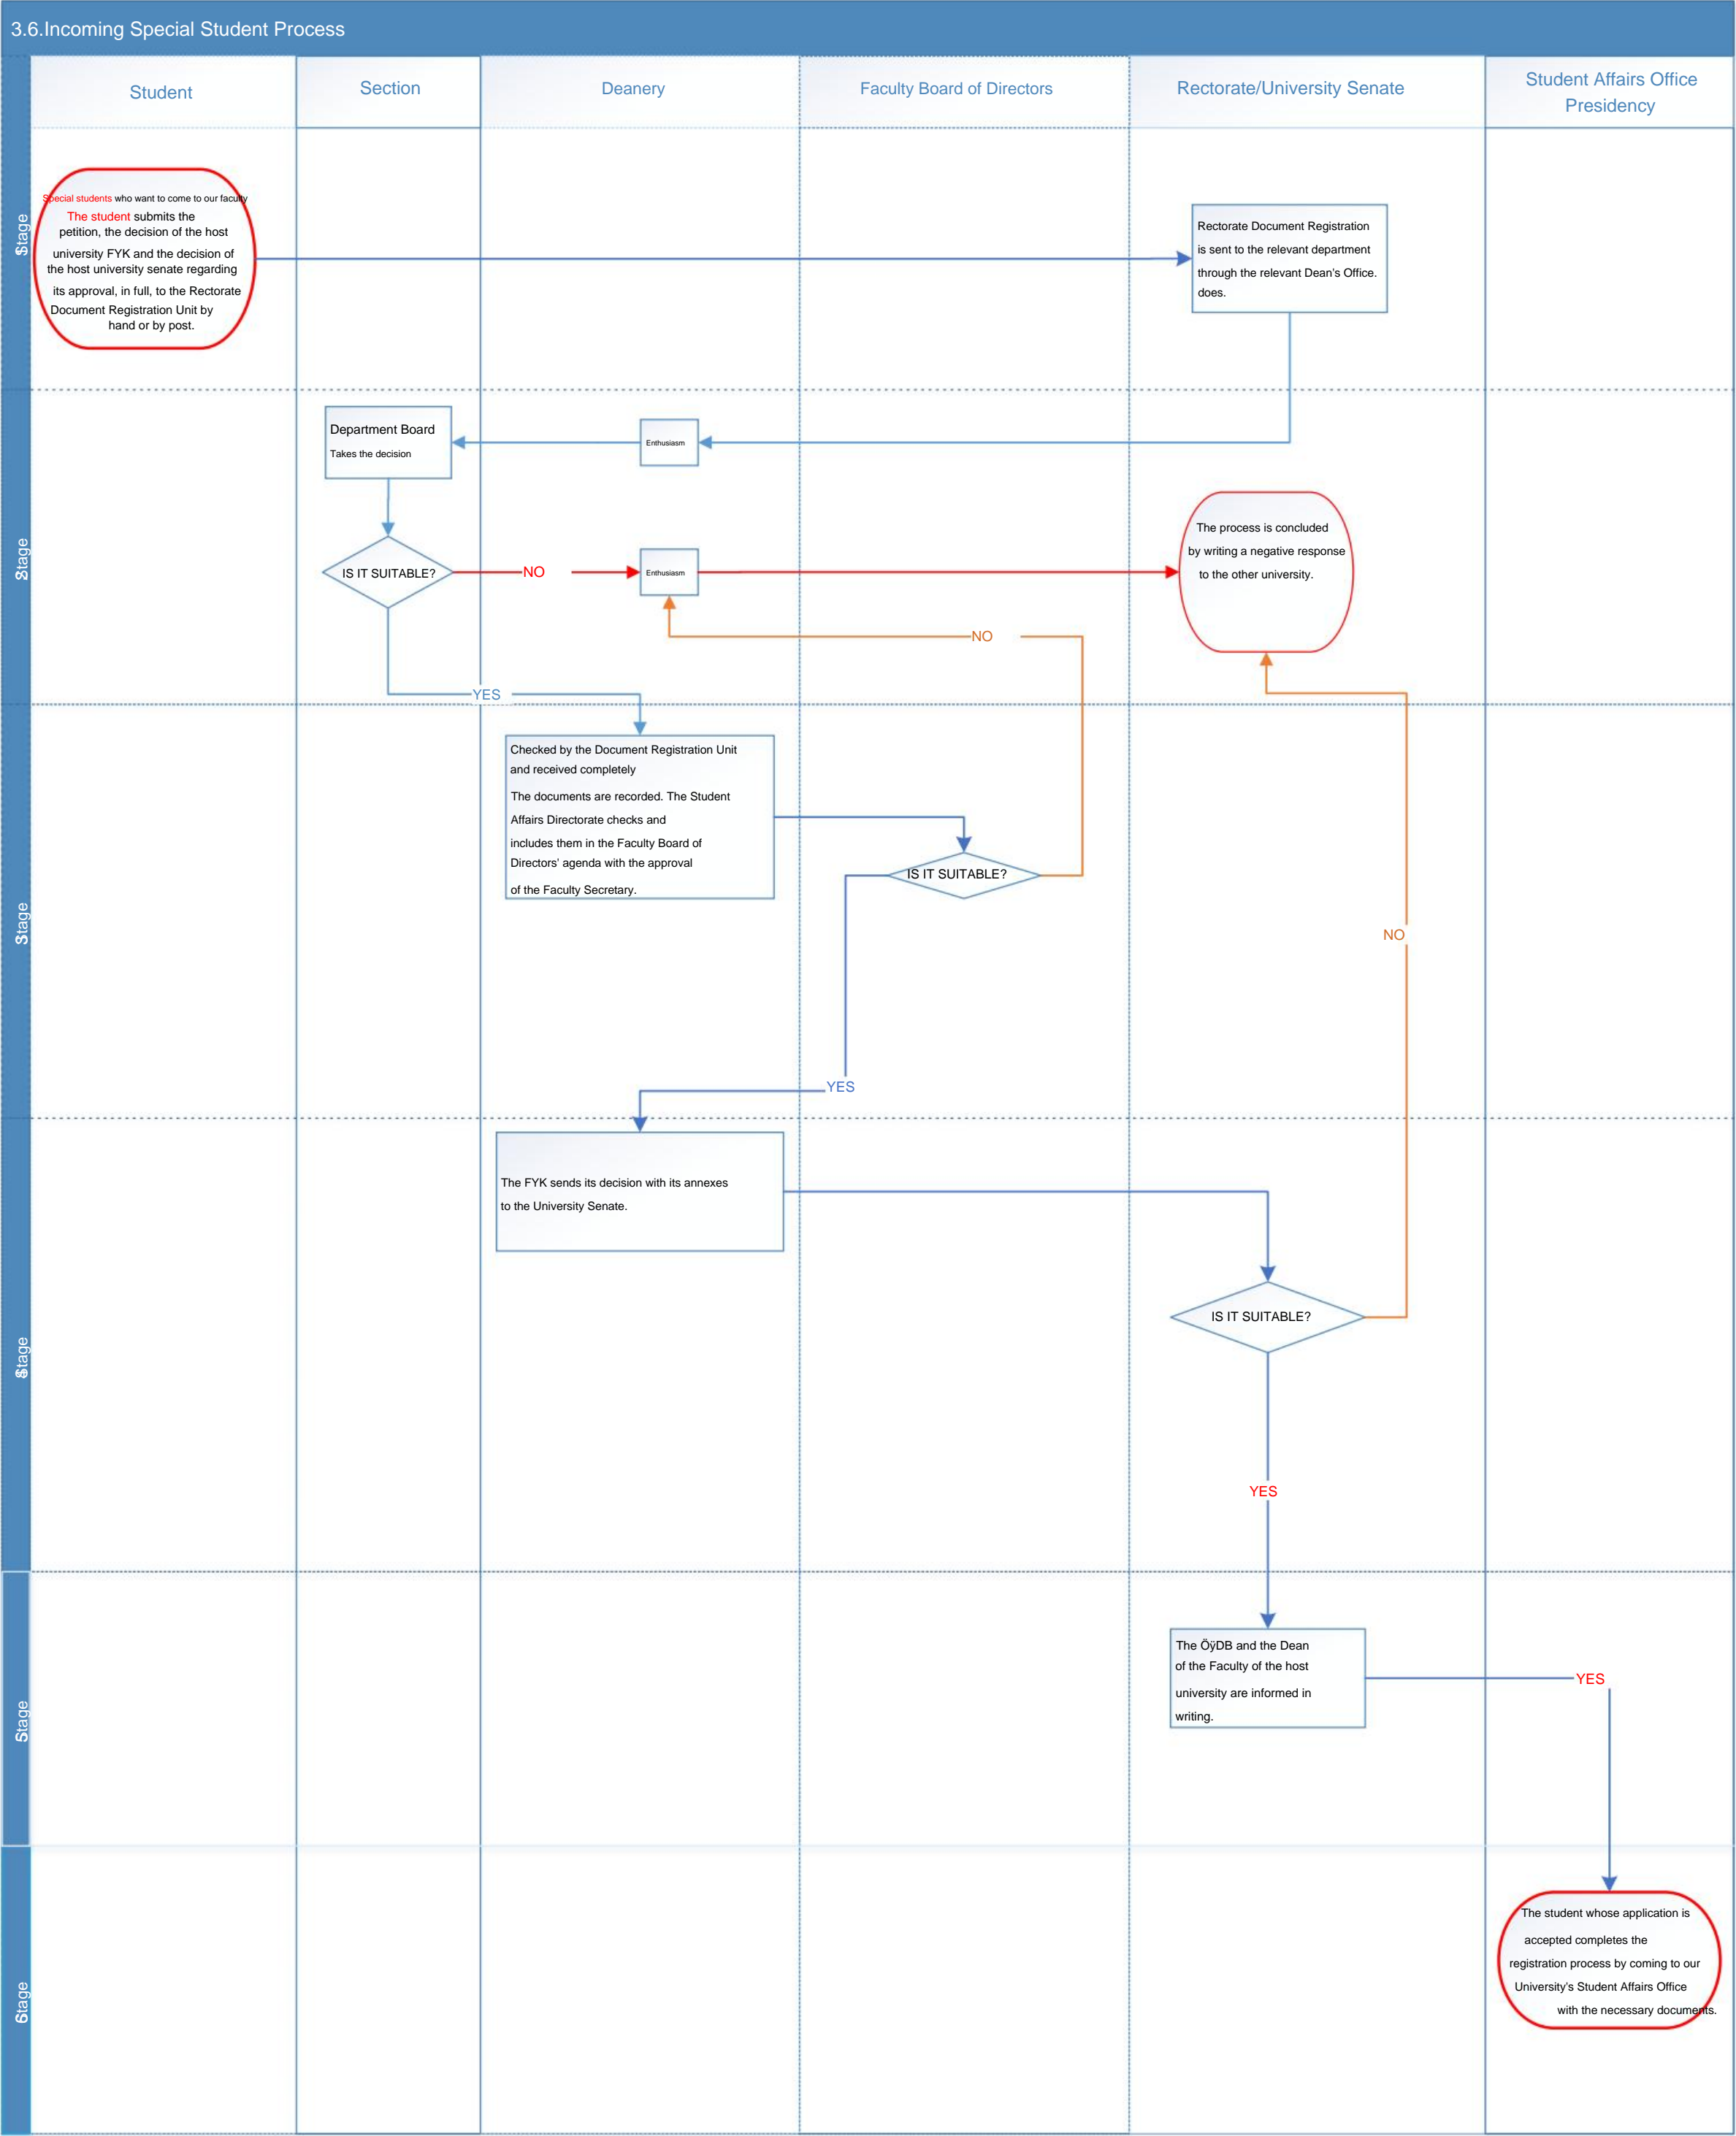 3.6.Incoming Special Student Process
Student
Section
Deanery
Faculty Board of Directors
Rectorate/University Senate
Student Affairs Office
Presidency
Stage
Special students who want to come to our faculty
The student submits the
petition, the decision of the host
university FYK and the decision of
the host university senate regarding
its approval, in full, to the Rectorate
Document Registration Unit by
hand or by post.
Rectorate Document Registration
is sent to the relevant department
through the relevant Dean's Office.
does.
Stage
Department Board
Takes the decision
Enthusiasm
IS IT SUITABLE?
NO
Enthusiasm
The process is concluded
by writing a negative response
to the other university.
NO
YES
Stage
Checked by the Document Registration Unit
and received completely
The documents are recorded. The Student
Affairs Directorate checks and
includes them in the Faculty Board of
Directors' agenda with the approval
of the Faculty Secretary.
IS IT SUITABLE?
NO
YES
Stage
The FYK sends its decision with its annexes
to the University Senate.
IS IT SUITABLE?
YES
Stage
The ÖÿDB and the Dean
of the Faculty of the host
university are informed in
writing.
YES
Stage
The student whose application is
accepted completes the
registration process by coming to our
University's Student Affairs Office
with the necessary documents.